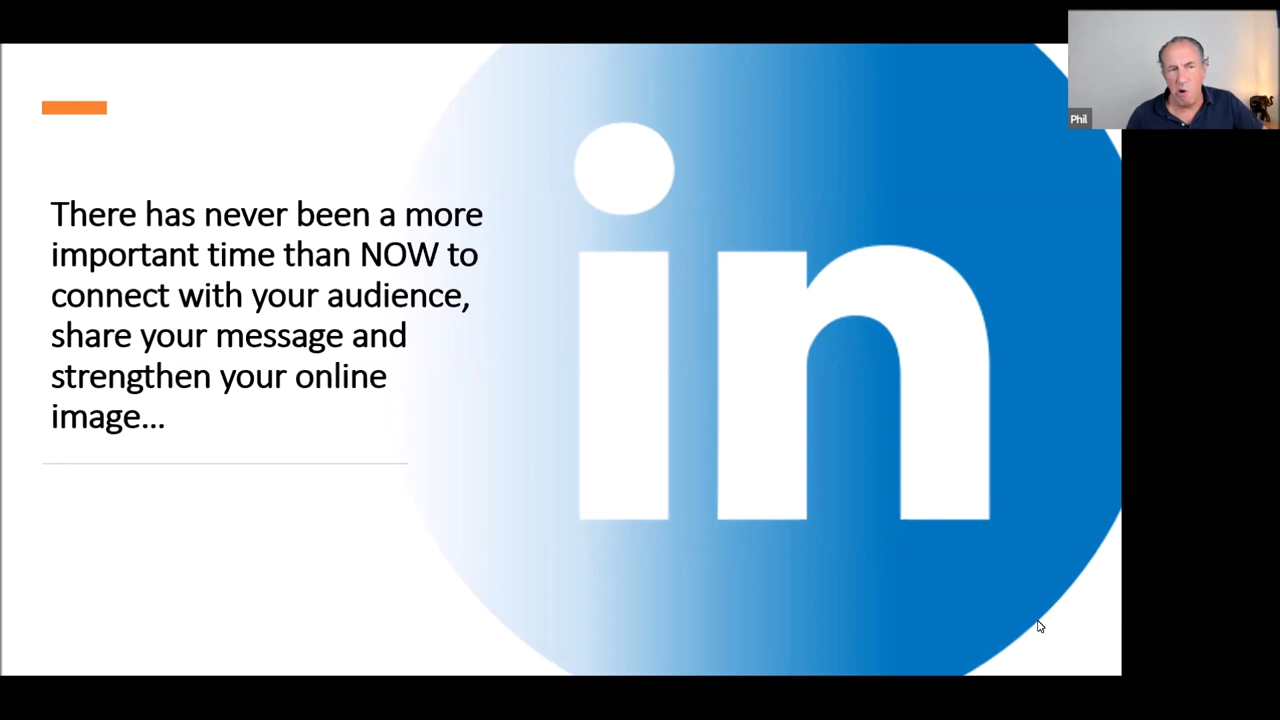 Phil
There has never been a more
important time than NOW to
connect with your audience,
share your message and
strengthen your online
image...
in